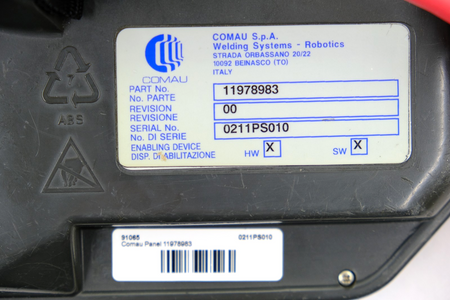 COMAU S.p.A.
Welding Systems - Robotics
STRADA ORBASSANO 20/22
10092 BEINASCO (TO)
ITALY
COMAU
PART No. 11978983
No. PARTE
REVISION 00
REVISIONE
SERIAL No. 0211PS010
No. DI SERIE
ENABLING DEVICE
DISP. DI ABILITAZIONE HW X SW X
ABS
91065 0211PS010
Comau Panel 11978983